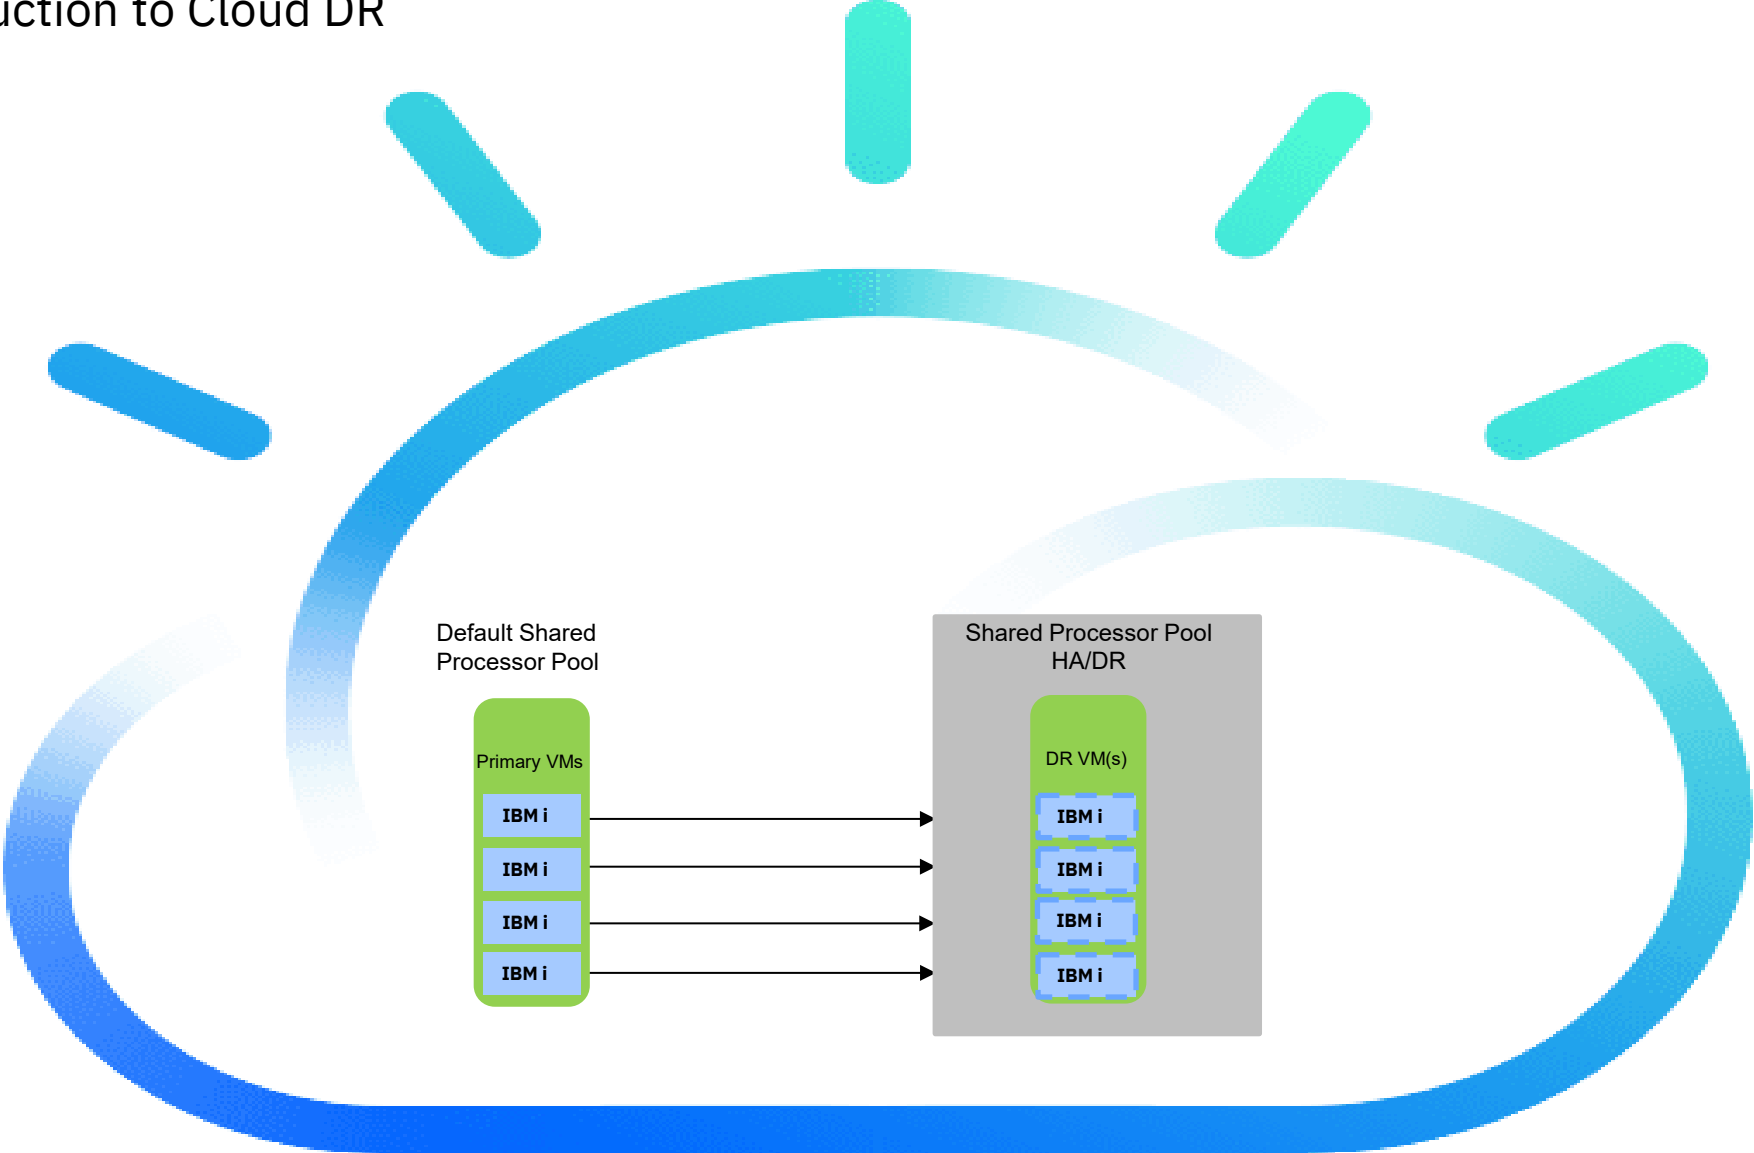 uction to Cloud DR
Default Shared
Processor Pool
Primary VMs
IBM i
IBM i
IBM i
IBM i
Shared Processor Pool
HA/DR
DR VM(s)
IBM i
IBM i
IBM i
IBM i